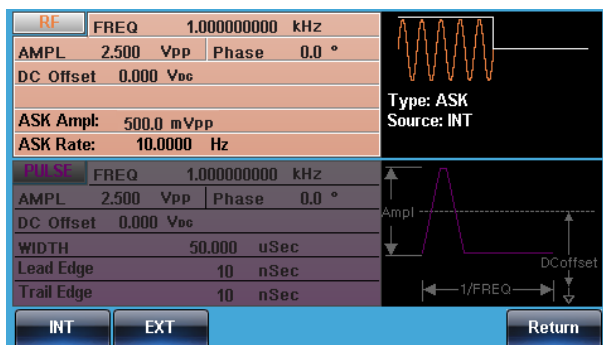 RF FREQ 1.000000000 kHz
AMPL 2.500 Vpp Phase 0.0 °
DC Offset 0.000 VDC
ASK Ampl: 500.0 mVpp
ASK Rate: 10.0000 Hz
Type: ASK
Source: INT
PULSE FREQ 1.000000000 kHz
AMPL 2.500 Vpp Phase 0.0 °
DC Offset 0.000 VDC
WIDTH 50.000 uSec
Lead Edge 10 nSec
Trail Edge 10 nSec
Ampl
DCoffset
1/FREQ
INT EXT Return